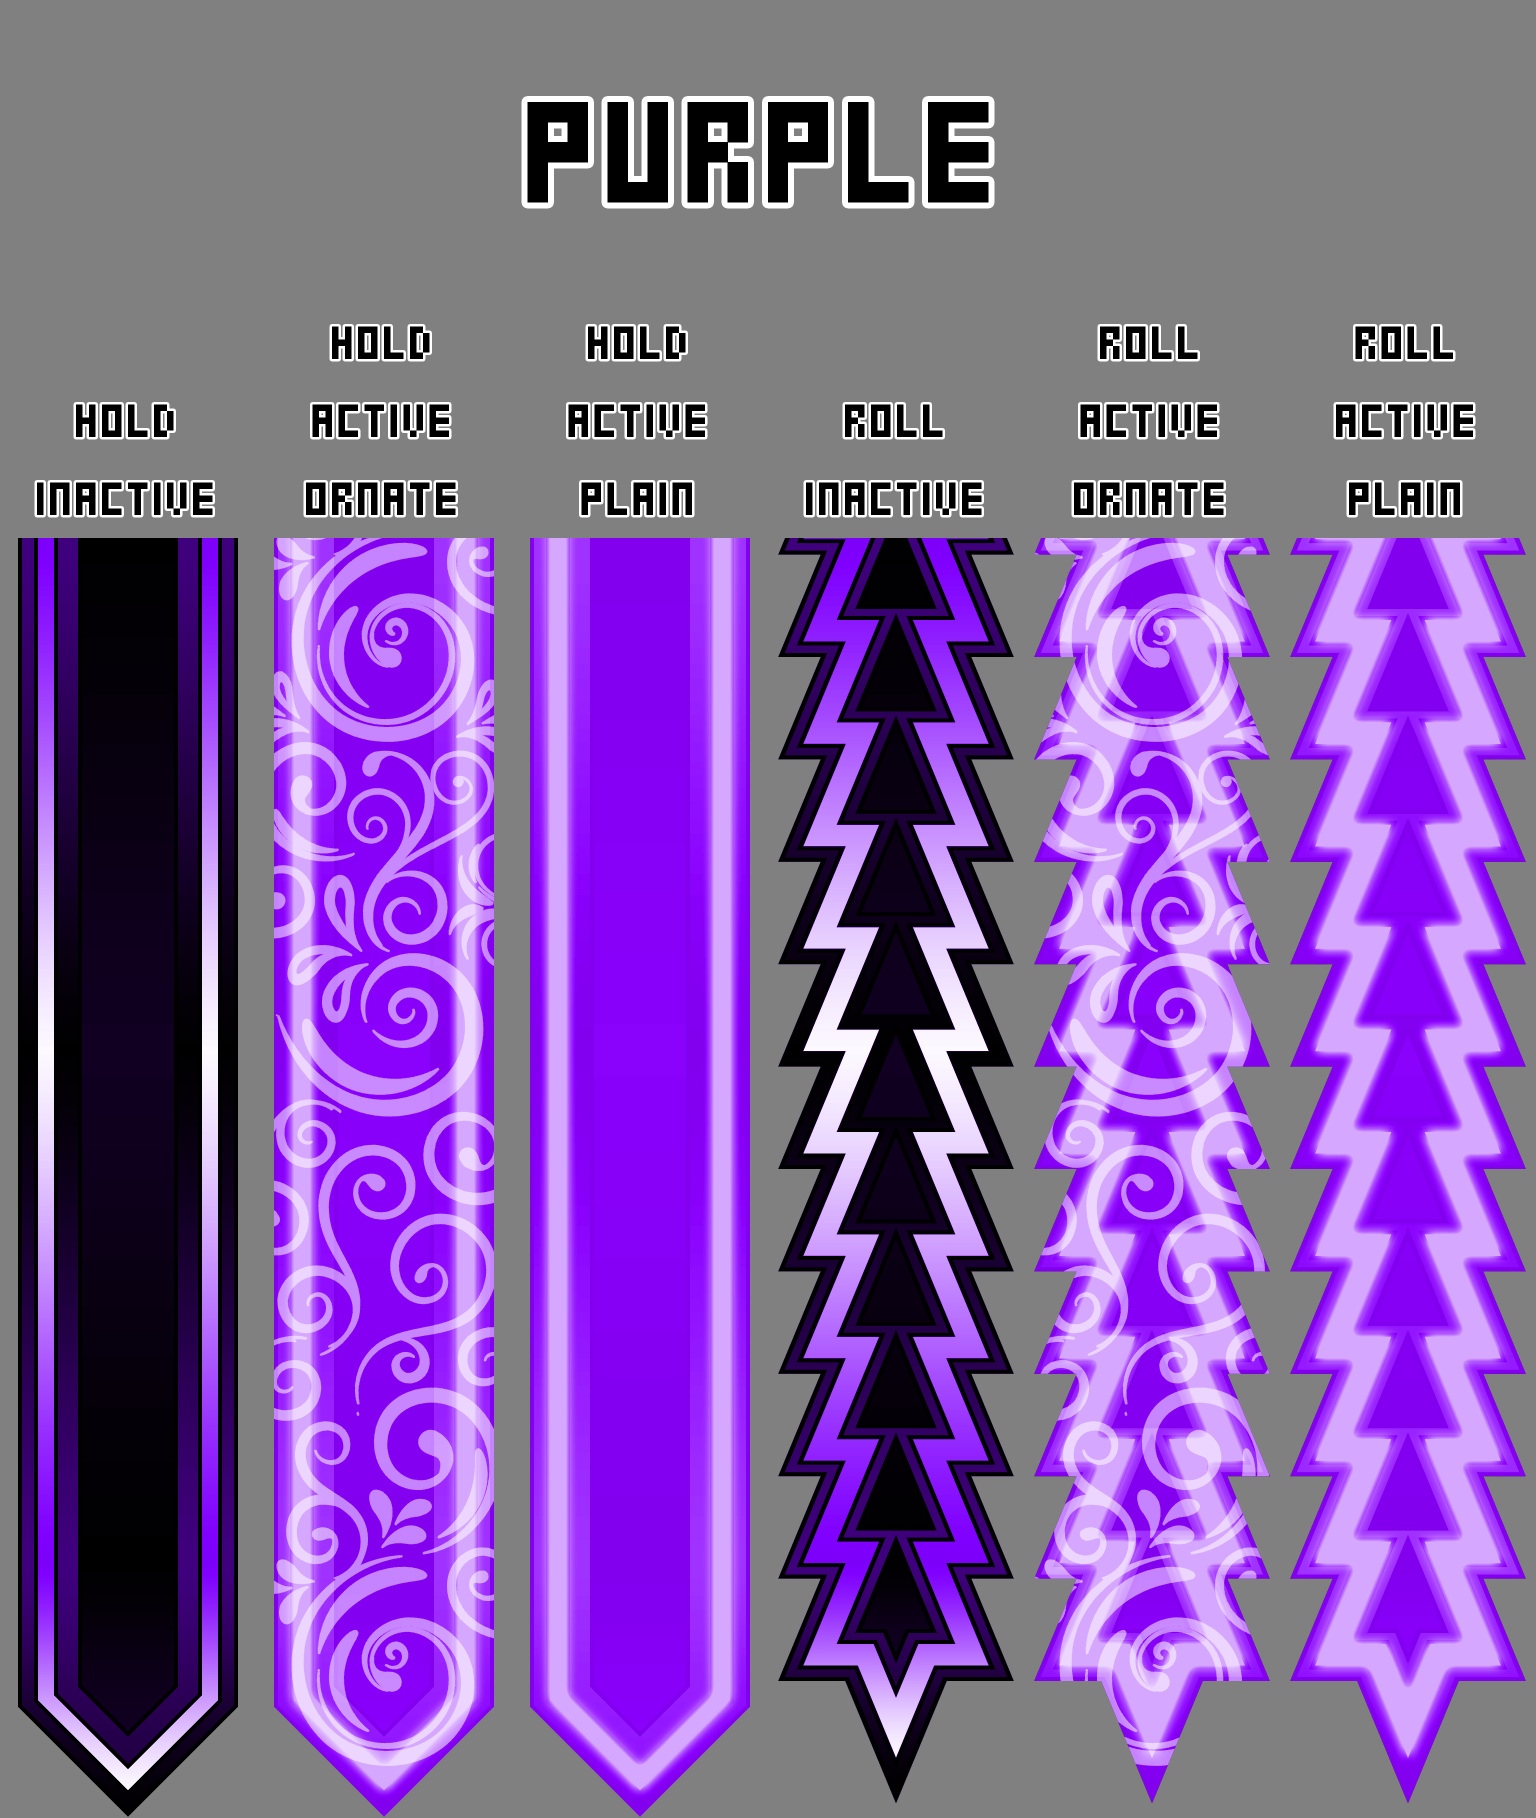 PURPLE
HOLD INACTIVE
HOLD ACTIVE ORNATE
HOLD ACTIVE PLAIN
ROLL INACTIVE
ROLL ACTIVE ORNATE
ROLL ACTIVE PLAIN